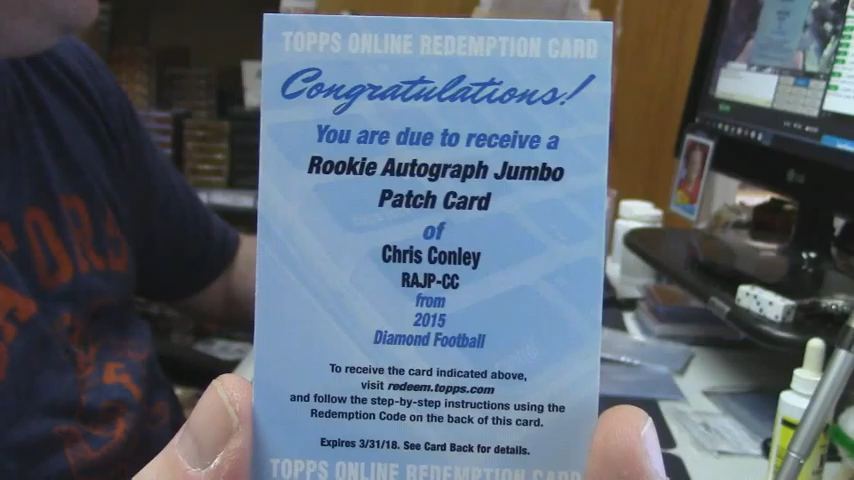 TOPPS ONLINE REDEMPTION CARD
Congratulations!
You are due to receive a
Rookie Autograph Jumbo
Patch Card
of
Chris Conley
RAJP-CC
from
2015
Diamond Football
To receive the card indicated above,
visit redeem.topps.com
and follow the step-by-step instructions using the
Redemption Code on the back of this card.
Expires 3/31/18. See Card Back for details.
TOPPS ONLINE REDEMPTION CARD
LG